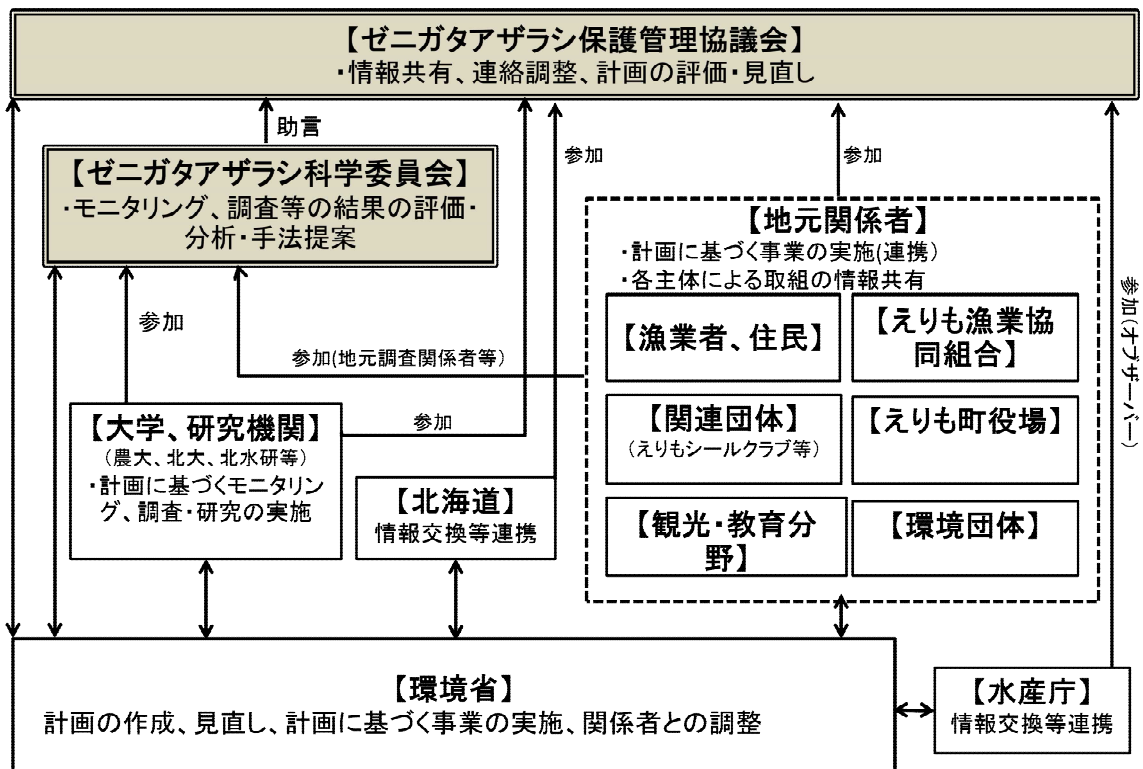 【ゼニガタアザラシ保護管理協議会】
・情報共有、連絡調整、計画の評価・見直し
助言
参加
参加
【ゼニガタアザラシ科学委員会】
・モニタリング、調査等の結果の評価・
分析・手法提案
【地元関係者】
・計画に基づく事業の実施(連携)
・各主体による取組の情報共有
参加(オブザーバー)
【漁業者、住民】
【えりも漁業協
同組合】
参加
参加(地元調査関係者等)
【関連団体】
(えりもシールクラブ等)
【えりも町役場】
【大学、研究機関】
(農大、北大、北水研等)
・計画に基づくモニタリン
グ、調査・研究の実施
参加
【北海道】
情報交換等連携
【観光・教育分
野】
【環境団体】
【環境省】
計画の作成、見直し、計画に基づく事業の実施、関係者との調整
【水産庁】
情報交換等連携